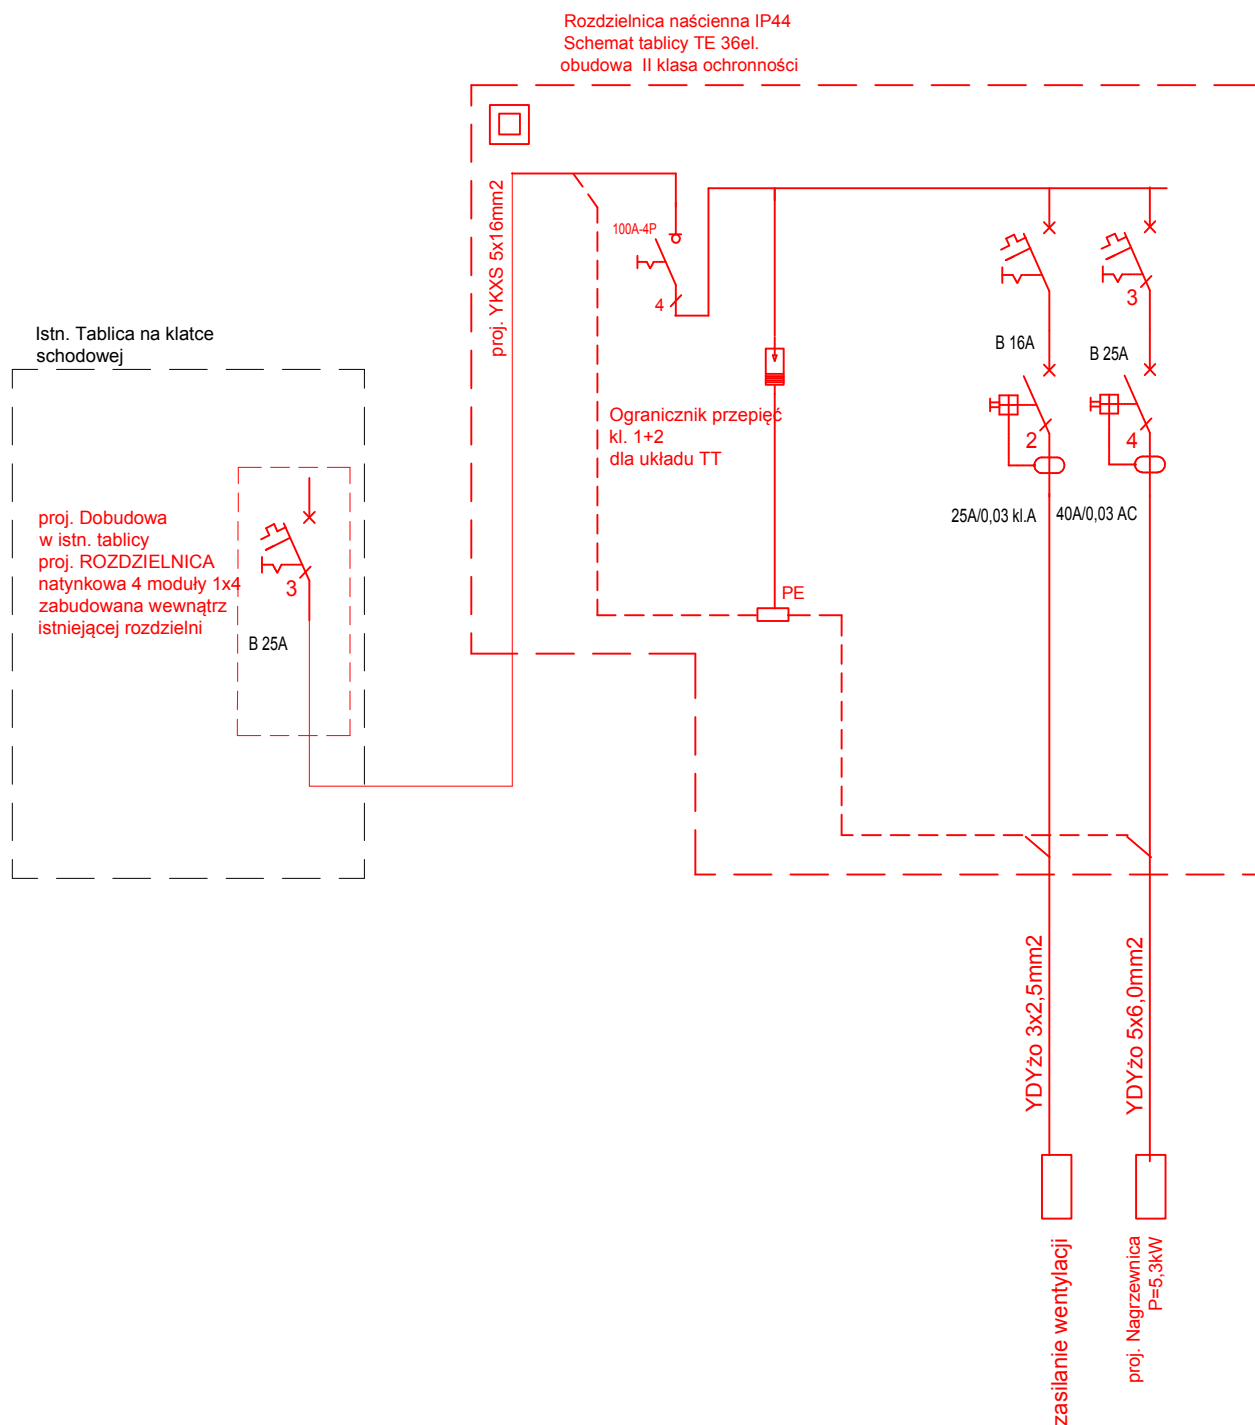 Rozdzielnica naścienna IP44
Schemat tablicy TE 36el.
obudowa II klasa ochronności
proj. YKXS 5x16mm2
100A-4P
4
3
B 16A
B 25A
Istn. Tablica na klatce
schodowej
Ogranicznik przepięć
kl. 1+2
dla układu TT
2
4
25A/0,03 kl.A
40A/0,03 AC
proj. Dobudowa
w istn. tablicy
proj. ROZDZIELNICA
natynkowa 4 moduły 1x4
zabudowana wewnątrz
istniejącej rozdzielni
3
B 25A
PE
YDYżo 3x2,5mm2
YDYżo 5x6,0mm2
zasilanie wentylacji
proj. Nagrzewnica
P=5,3kW